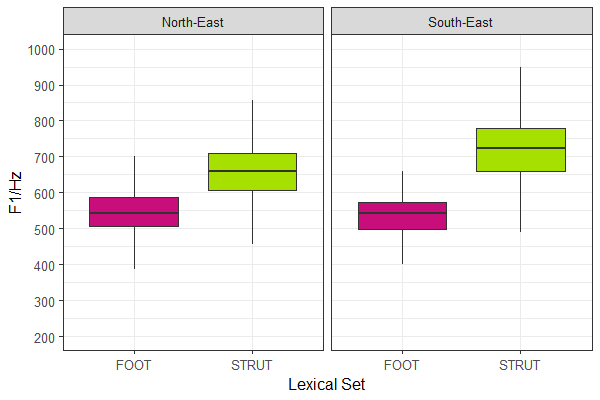 North-East South-East
1000
900
800
700
600
500
400
300
200
F1/Hz
FOOT STRUT FOOT STRUT
Lexical Set